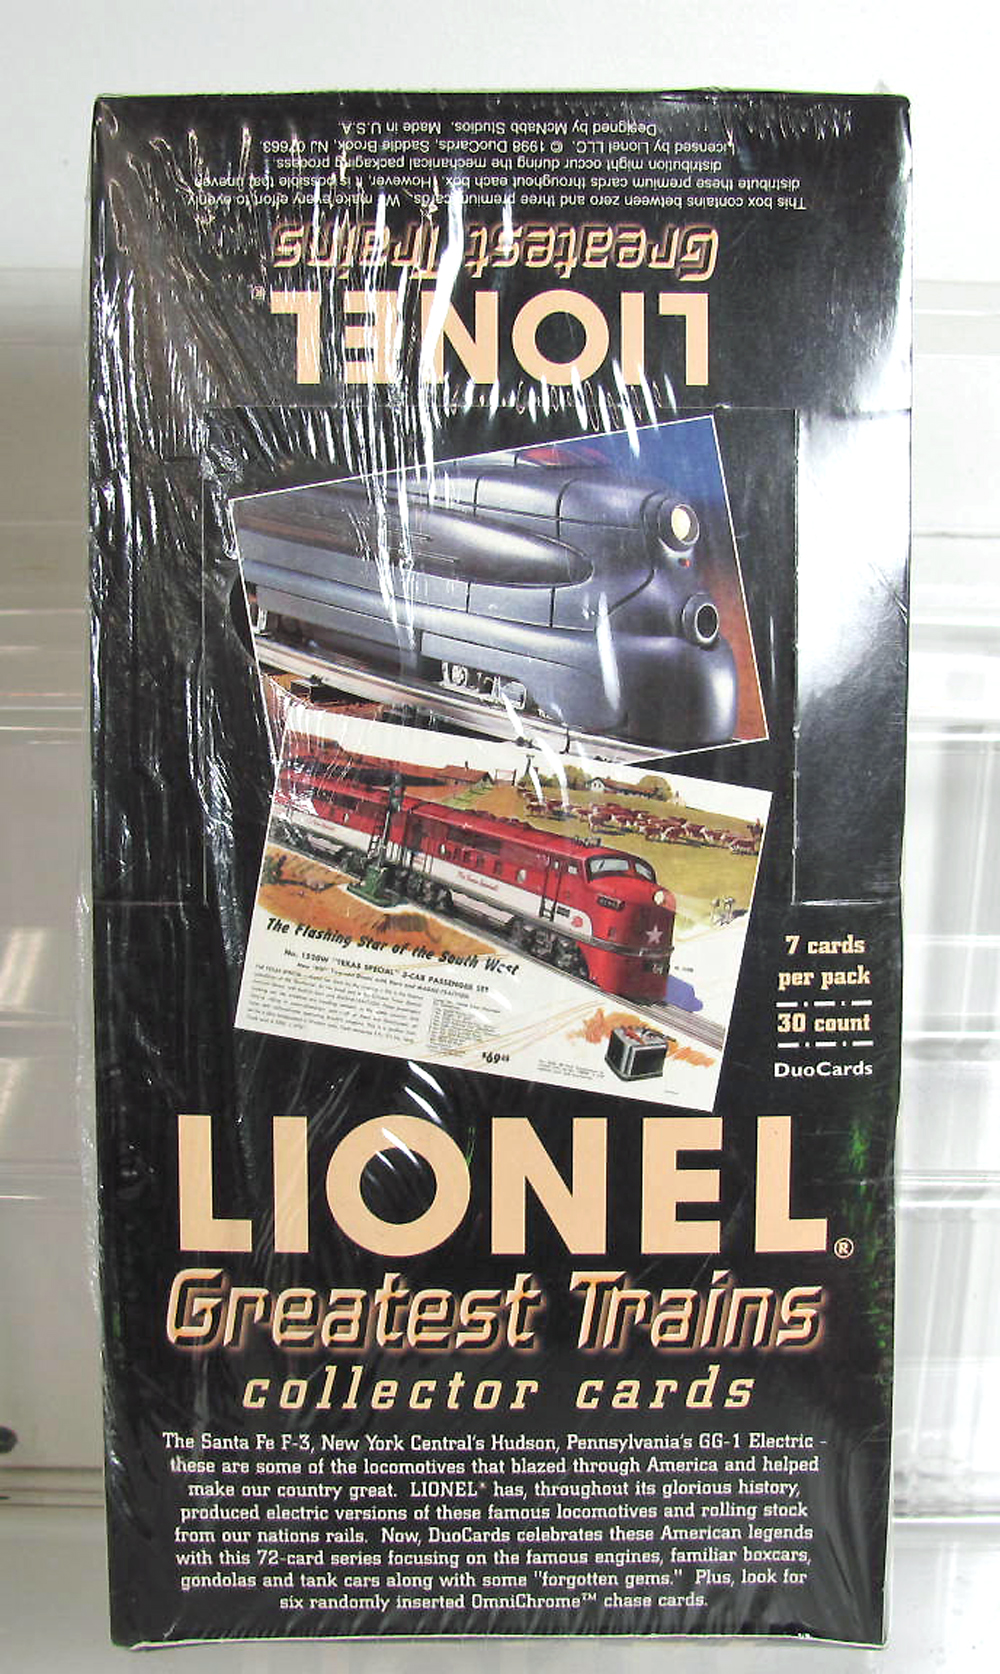 Designed by McNabb Studios. Made in U.S.A.
Licensed by Lionel LLC. © 1998 DuoCards, Saddle Brook, NJ 07663
distribution might occur during the mechanical packaging process.
distribute these premium cards throughout each box. However, it is possible that uneven
This box contains between zero and three premium cards. We make every effort to evenly
Greatest Trains
LIONEL®
The Flashing Star of the South West
No. 1520W "TEXAS SPECIAL" 3-CAR PASSENGER SET
$69
7 cards
per pack
30 count
DuoCards
LIONEL®
Greatest Trains
collector cards
The Santa Fe F-3, New York Central's Hudson, Pennsylvania's GG-1 Electric -
these are some of the locomotives that blazed through America and helped
make our country great. LIONEL® has, throughout its glorious history,
produced electric versions of these famous locomotives and rolling stock
from our nations rails. Now, DuoCards celebrates these American legends
with this 72-card series focusing on the famous engines, familiar boxcars,
gondolas and tank cars along with some "forgotten gems." Plus, look for
six randomly inserted OmniChrome™ chase cards.